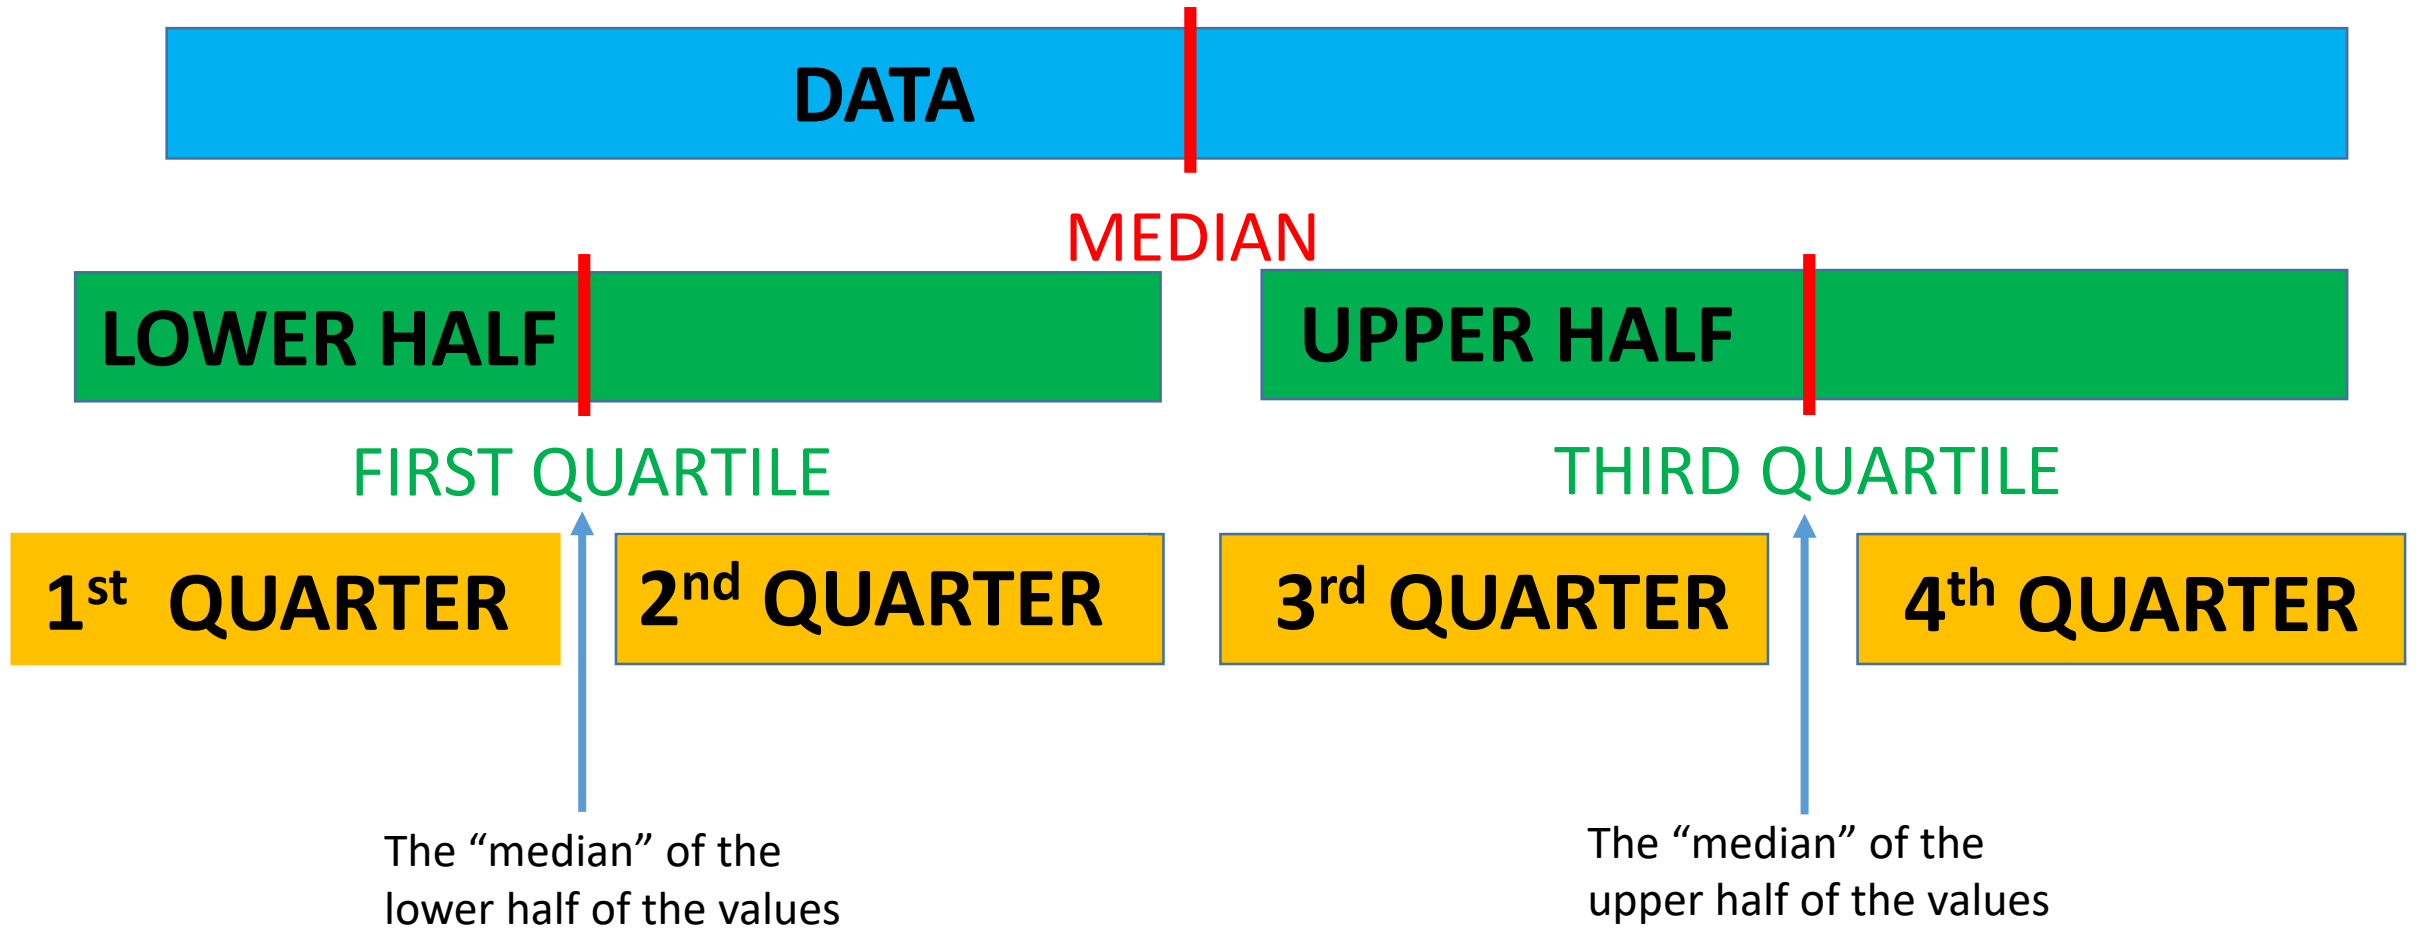 DATA
MEDIAN
LOWER HALF
UPPER HALF
FIRST QUARTILE
THIRD QUARTILE
1st QUARTER
2nd QUARTER
3rd QUARTER
4th QUARTER
The “median” of the
lower half of the values
The “median” of the
upper half of the values